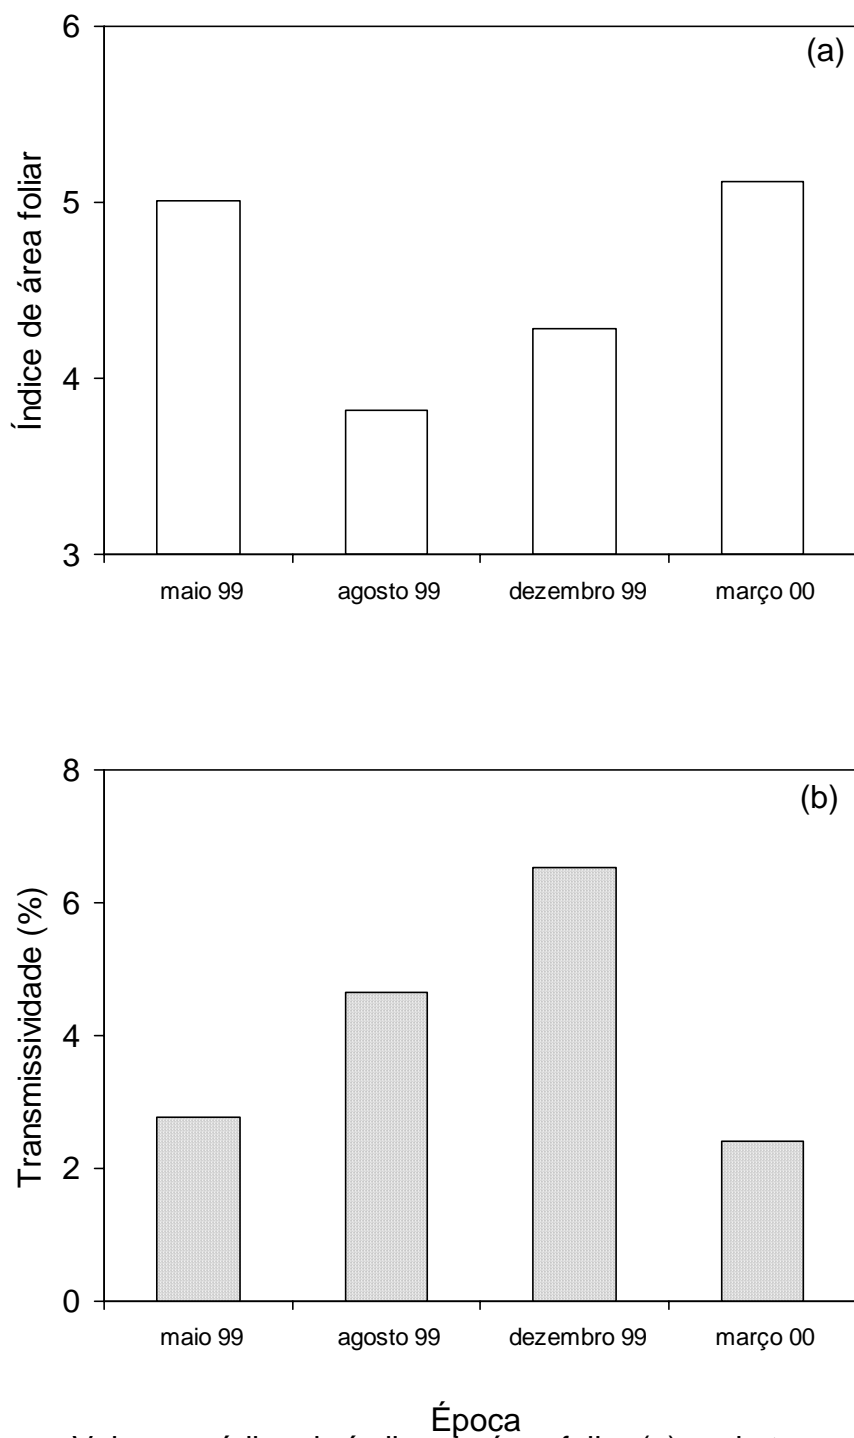 6
(a)
5
4
3
Índice de área foliar
maio 99 agosto 99 dezembro 99 março 00
8
(b)
6
4
2
0
Transmissividade (%)
maio 99 agosto 99 dezembro 99 março 00
Época